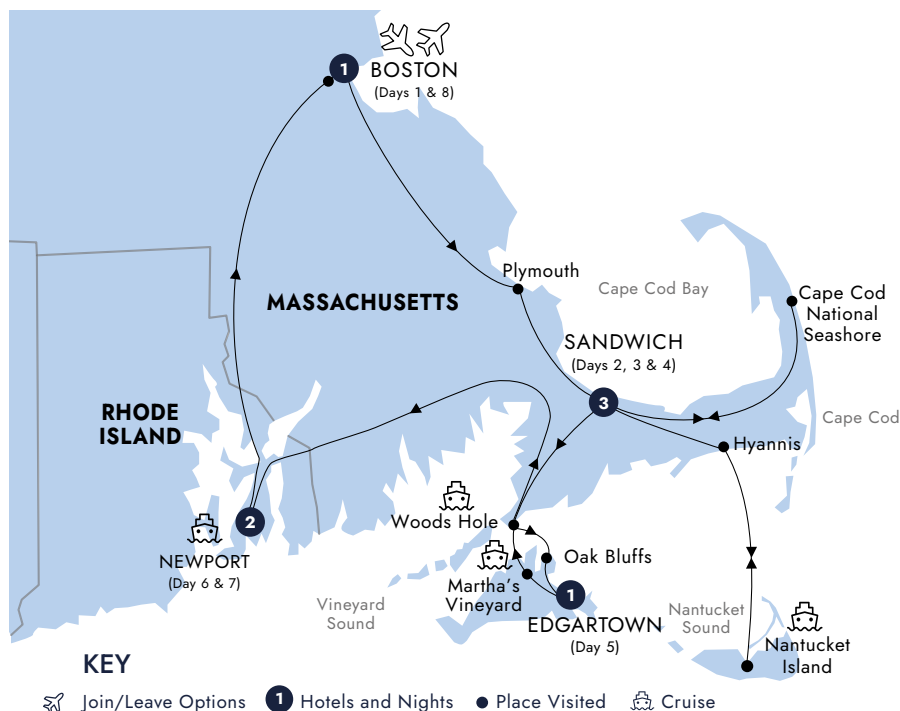 1
BOSTON
(Days 1 & 8)
Plymouth
Cape Cod Bay
Cape Cod
National
Seashore
MASSACHUSETTS
SANDWICH
(Days 2, 3 & 4)
3
RHODE
ISLAND
Cape Cod
Hyannis
2
Woods Hole
NEWPORT
(Day 6 & 7)
Oak Bluffs
Martha's
Vineyard
1
Vineyard
Sound
EDGARTOWN
(Day 5)
Nantucket
Sound
Nantucket
Island
KEY
Join/Leave Options
1 Hotels and Nights
Place Visited
Cruise